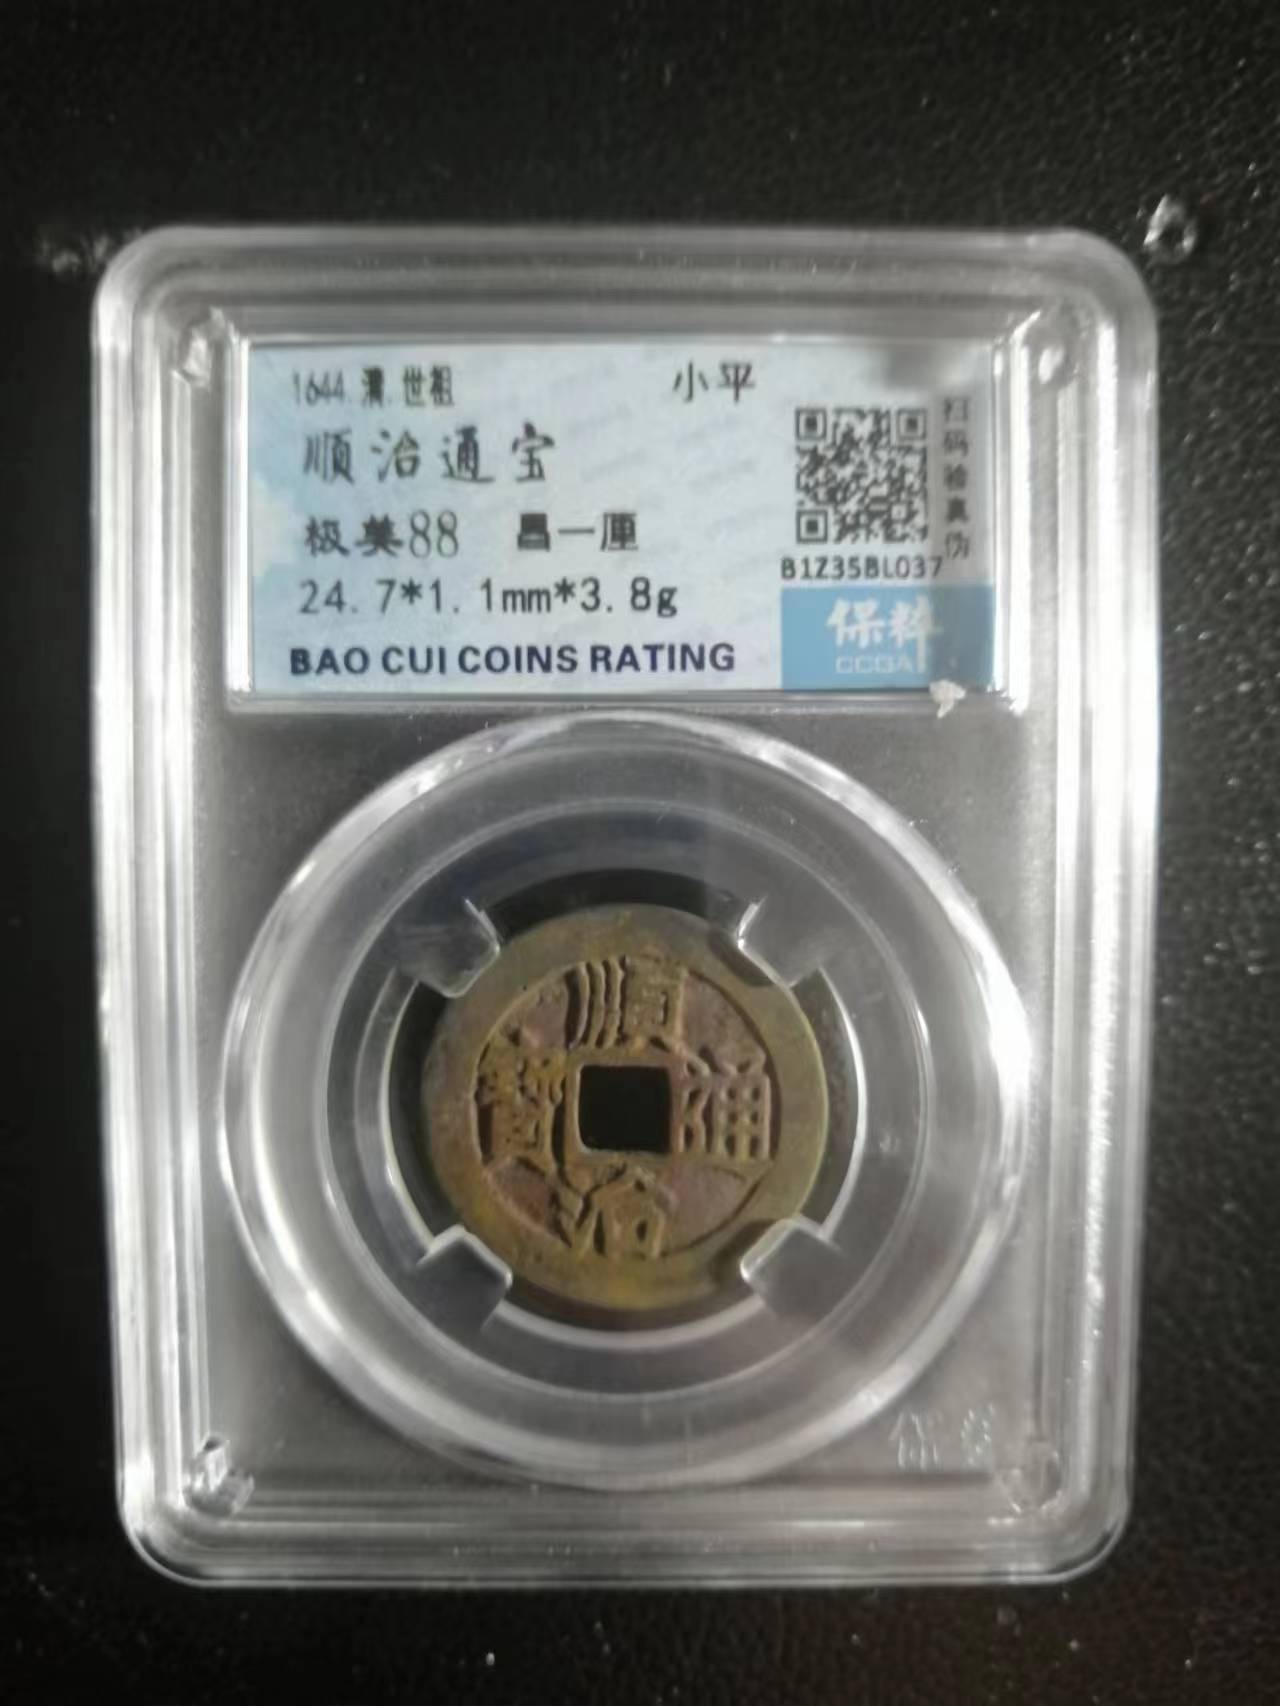 1644.清.世祖 小平
顺治通宝
极美88 昌一厘
24.7*1.1mm*3.8g
BAO CUI COINS RATING
扫码验真伪
B1Z35BL037
保粹
CCGA
順治通寶
保粹